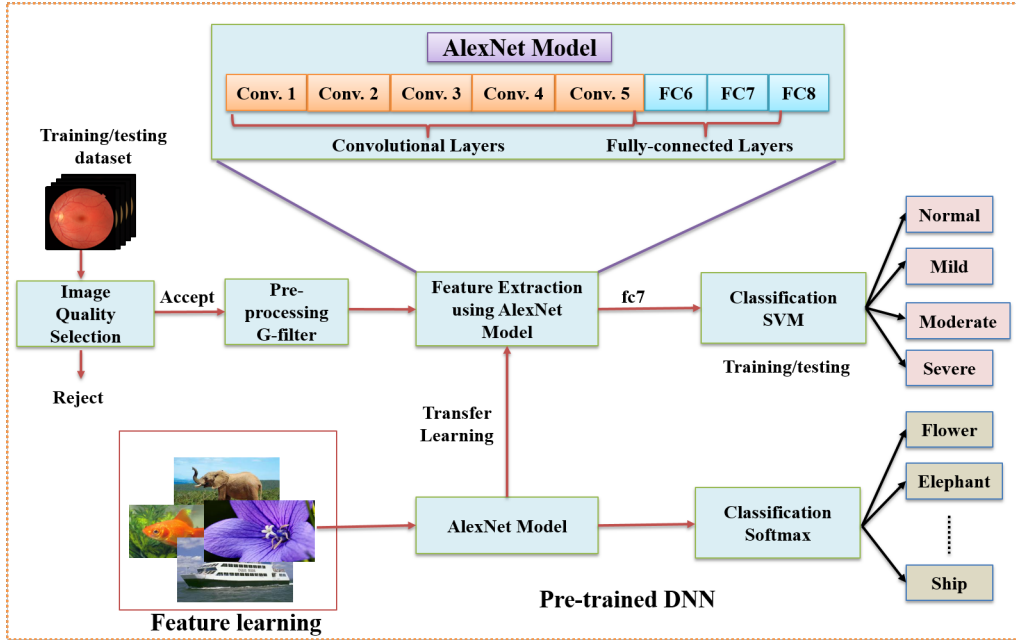 AlexNet Model
Conv. 1 Conv. 2 Conv. 3 Conv. 4 Conv. 5 FC6 FC7 FC8
Convolutional Layers Fully-connected Layers
Training/testing
dataset
Image
Quality
Selection
Accept
Reject
Pre-
processing
G-filter
Feature Extraction
using AlexNet
Model
fc7
Classification
SVM
Training/testing
Normal
Mild
Moderate
Severe
Transfer
Learning
AlexNet Model
Classification
Softmax
Flower
Elephant
Ship
Feature learning
Pre-trained DNN